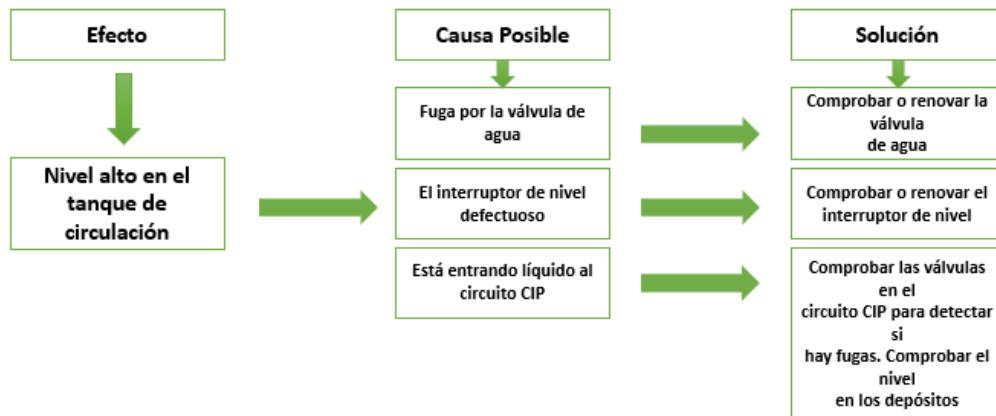 Efecto
Causa Posible
Solución
Nivel alto en el
tanque de
circulación
Fuga por la válvula de
agua
Comprobar o renovar la
válvula
de agua
El interruptor de nivel
defectuoso
Comprobar o renovar el
interruptor de nivel
Está entrando líquido al
circuito CIP
Comprobar las válvulas
en el
circuito CIP para detectar
si
hay fugas. Comprobar el
nivel
en los depósitos